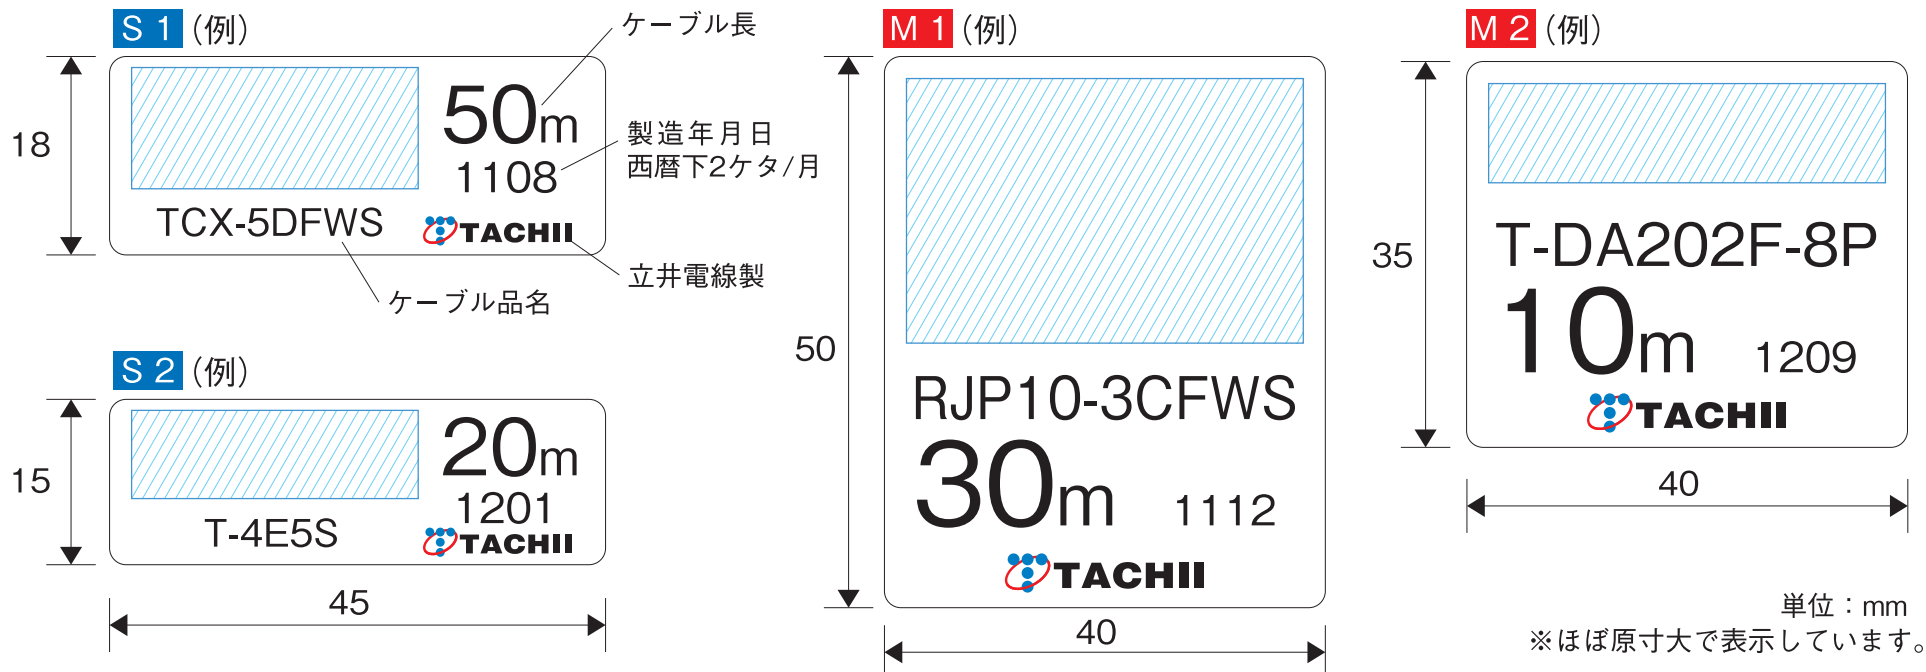 S 1 (例)
ケーブル長
18
50m
1108
製造年月日
西暦下2ケタ/月
TCX-5DFWS
TACHII
立井電線製
ケーブル品名
S 2 (例)
15
20m
1201
T-4E5S
TACHII
45
M 1 (例)
50
RJP10-3CFWS
30m 1112
TACHII
40
M 2 (例)
35
T-DA202F-8P
10m 1209
TACHII
40
単位：mm
※ほぼ原寸大で表示しています。